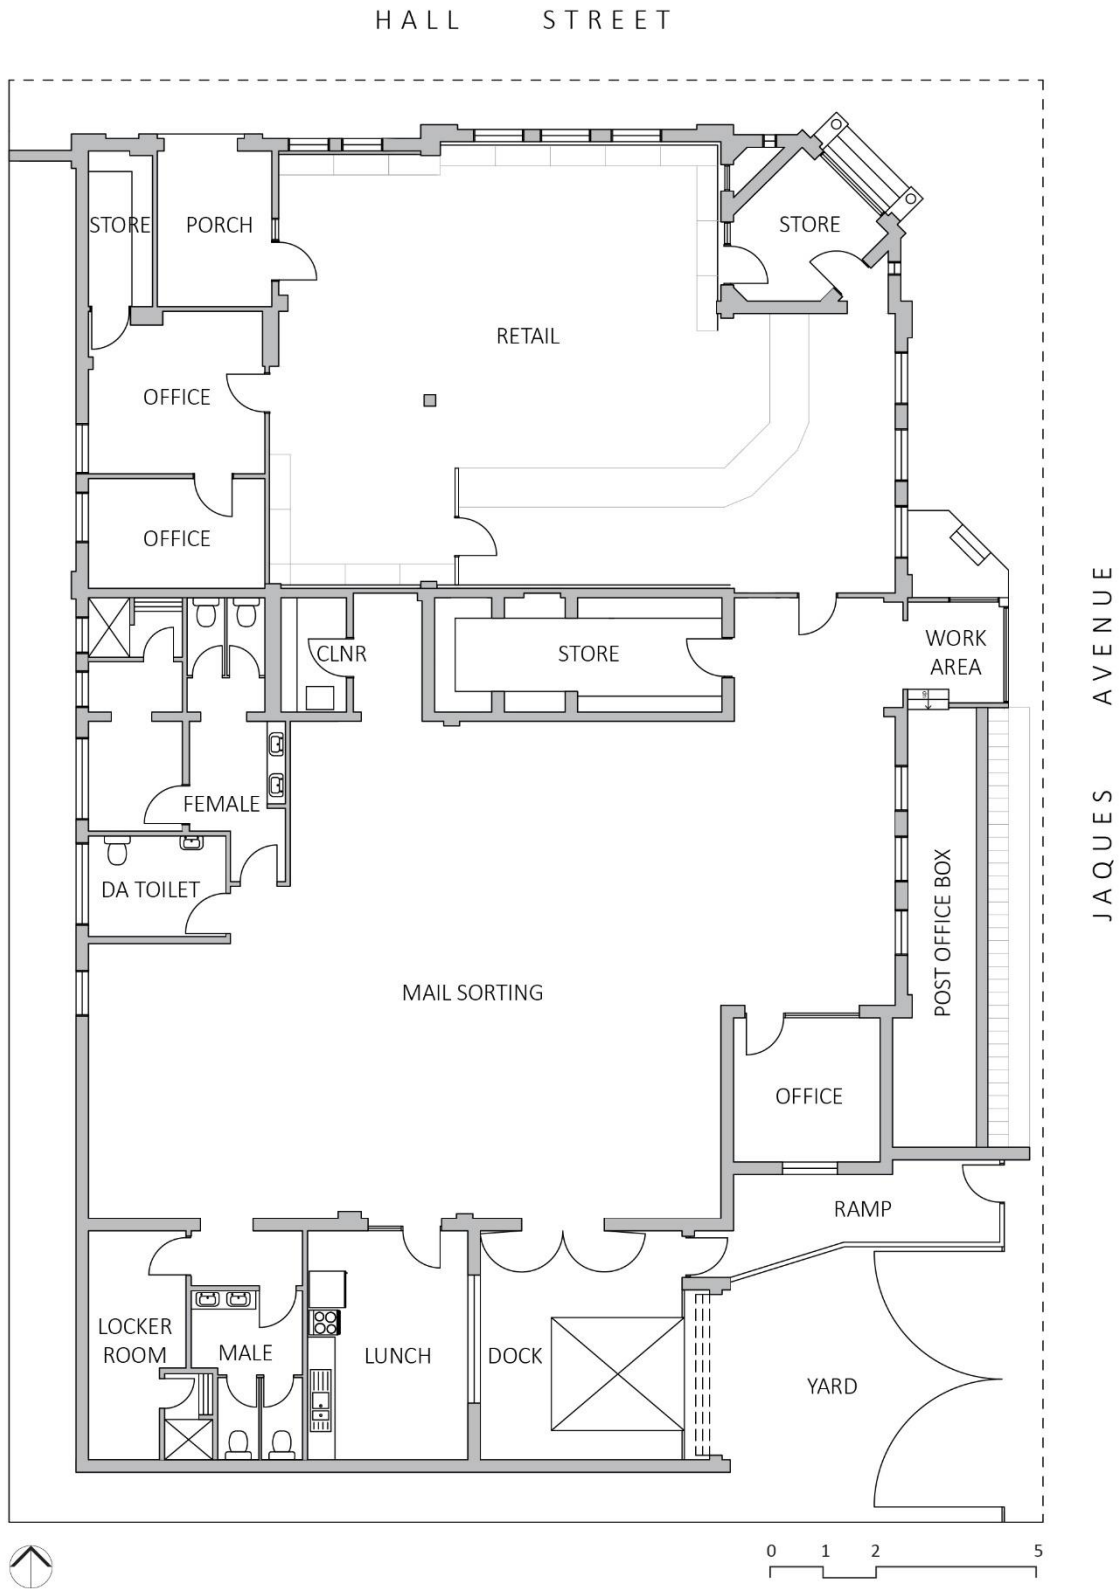 HALL STREET
STORE
PORCH
STORE
RETAIL
OFFICE
OFFICE
CLNR
STORE
WORK
AREA
JAQUES AVENUE
FEMALE
DA TOILET
POST OFFICE BOX
MAIL SORTING
OFFICE
RAMP
LOCKER
ROOM
MALE
LUNCH
DOCK
YARD
0 1 2 5